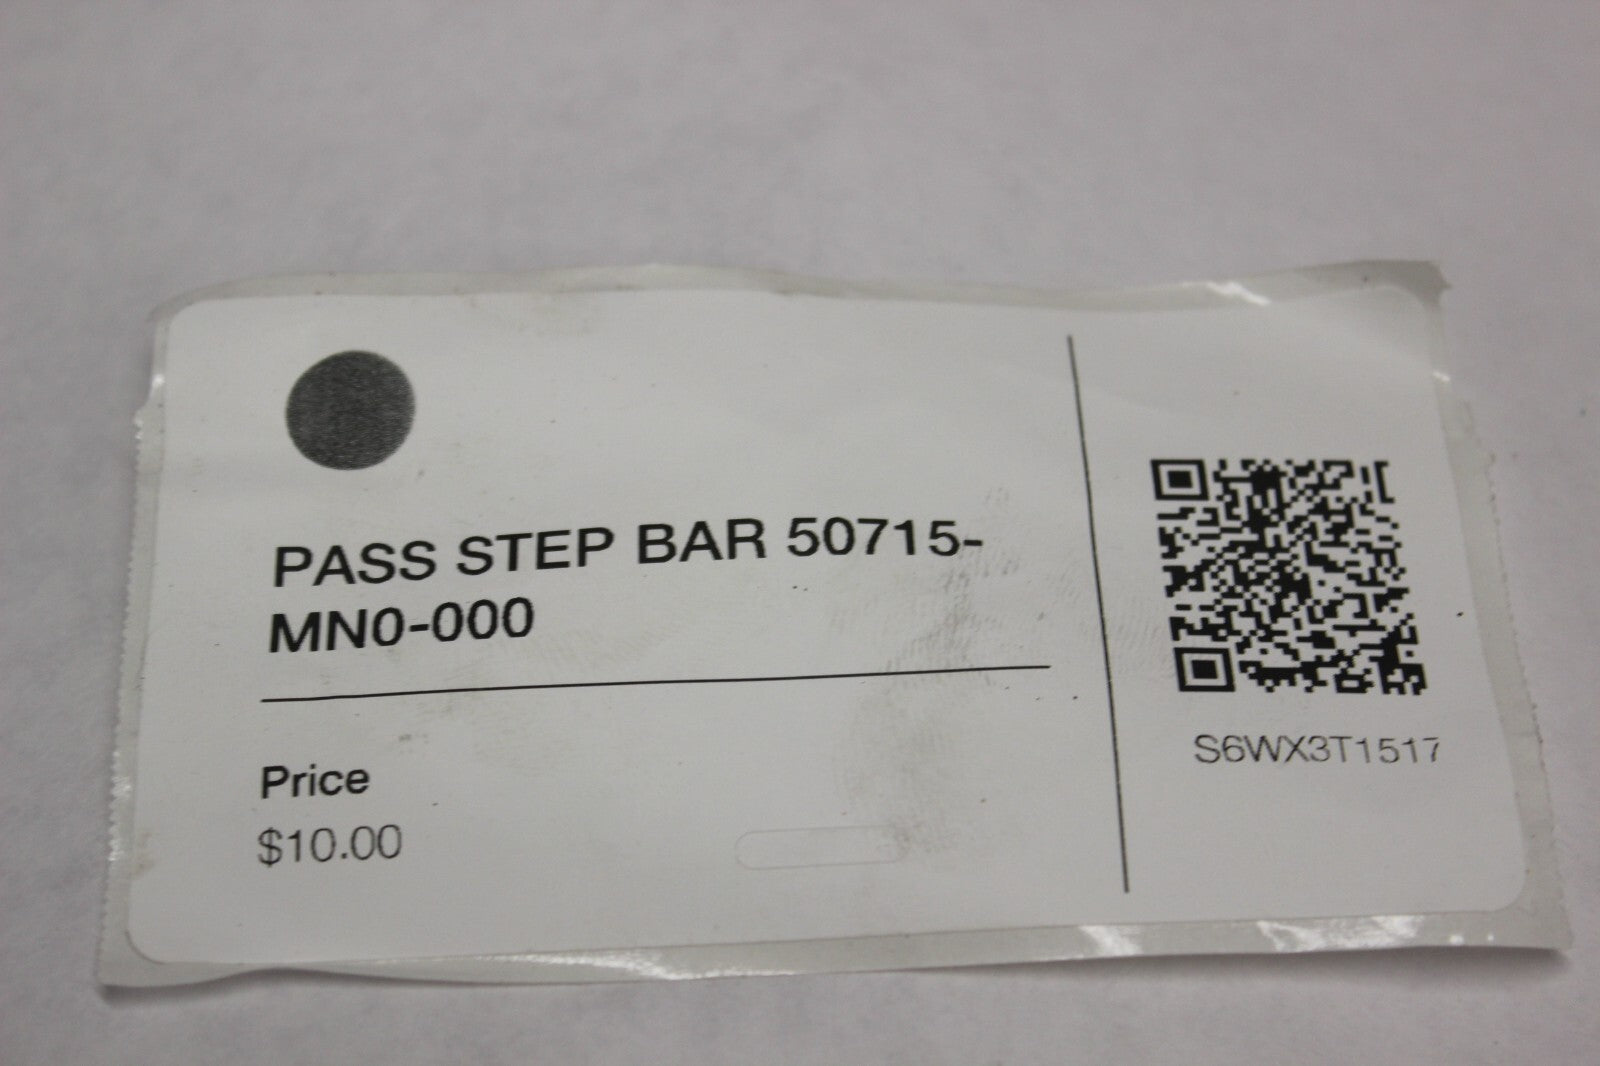 PASS STEP BAR 50715-
MN0-000
Price
$10.00
S6WX3T1517